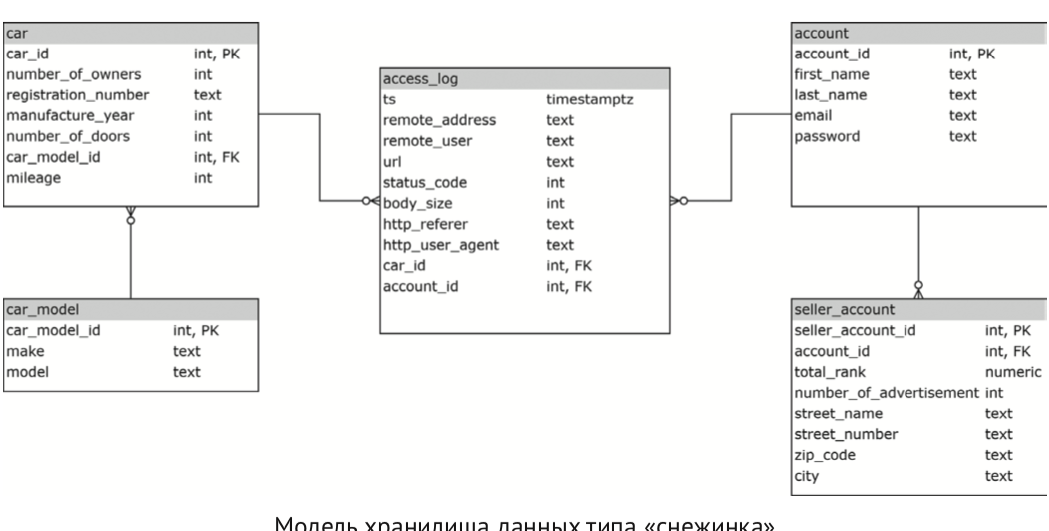 car
car_id int, PK
number_of_owners int
registration_number text
manufacture_year int
number_of_doors int
car_model_id int, FK
mileage int
access_log
ts timestamptz
remote_address text
remote_user text
url text
status_code int
body_size int
http_referer text
http_user_agent text
car_id int, FK
account_id int, FK
account
account_id int, PK
first_name text
last_name text
email text
password text
car_model
car_model_id int, PK
make text
model text
seller_account
seller_account_id int, PK
account_id int, FK
total_rank numeric
number_of_advertisement int
street_name text
street_number text
zip_code text
city text
Модель хранилища данных типа «снежинка»